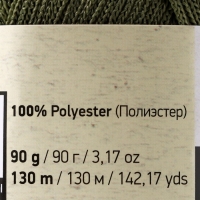 100% Polyester (Полиэстер)
90 g / 90 г / 3,17 oz
130 m / 130 м / 142,17 yds